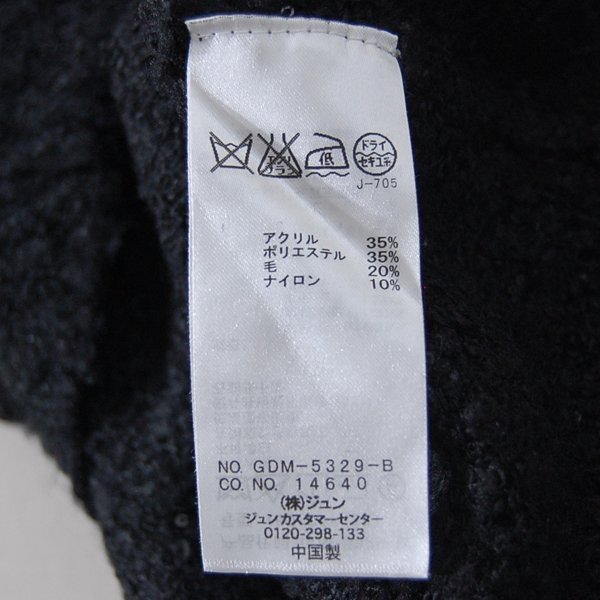 エンソ
サラシ
低
ドライ
セキユ系
J-705
アクリル 35%
ポリエステル 35%
毛 20%
ナイロン 10%
NO. GDM-5329-B
CO. NO. 14640
(株)ジュン
ジュンカスタマーセンター
0120-298-133
中国製